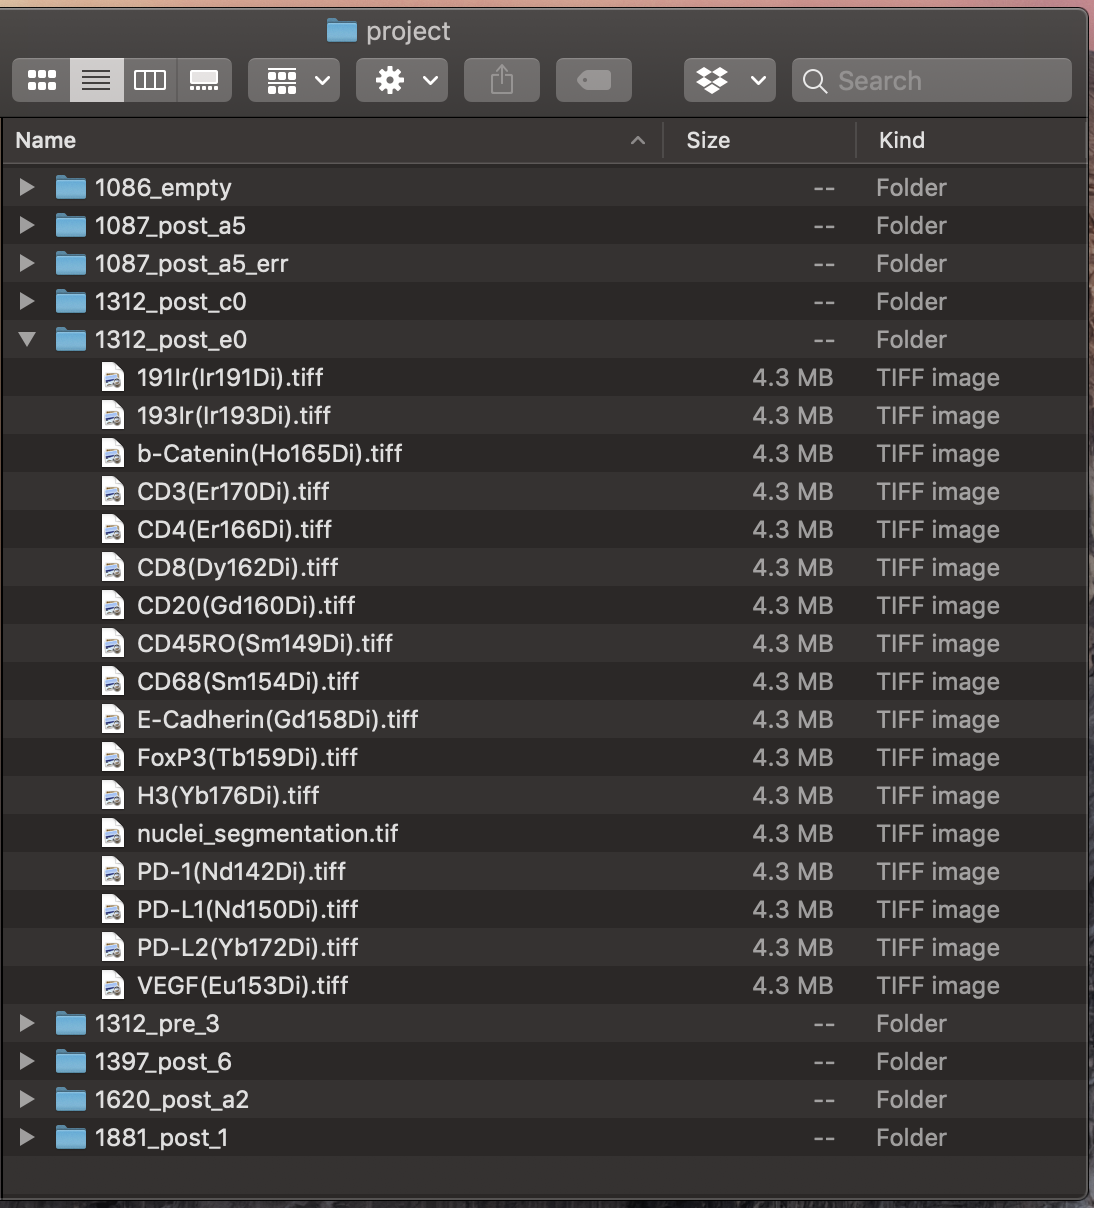 project
Search
Name Size Kind
1086_empty -- Folder
1087_post_a5 -- Folder
1087_post_a5_err -- Folder
1312_post_c0 -- Folder
1312_post_e0 -- Folder
191Ir(Ir191Di).tiff 4.3 MB TIFF image
193Ir(Ir193Di).tiff 4.3 MB TIFF image
b-Catenin(Ho165Di).tiff 4.3 MB TIFF image
CD3(Er170Di).tiff 4.3 MB TIFF image
CD4(Er166Di).tiff 4.3 MB TIFF image
CD8(Dy162Di).tiff 4.3 MB TIFF image
CD20(Gd160Di).tiff 4.3 MB TIFF image
CD45RO(Sm149Di).tiff 4.3 MB TIFF image
CD68(Sm154Di).tiff 4.3 MB TIFF image
E-Cadherin(Gd158Di).tiff 4.3 MB TIFF image
FoxP3(Tb159Di).tiff 4.3 MB TIFF image
H3(Yb176Di).tiff 4.3 MB TIFF image
nuclei_segmentation.tif 4.3 MB TIFF image
PD-1(Nd142Di).tiff 4.3 MB TIFF image
PD-L1(Nd150Di).tiff 4.3 MB TIFF image
PD-L2(Yb172Di).tiff 4.3 MB TIFF image
VEGF(Eu153Di).tiff 4.3 MB TIFF image
1312_pre_3 -- Folder
1397_post_6 -- Folder
1620_post_a2 -- Folder
1881_post_1 -- Folder